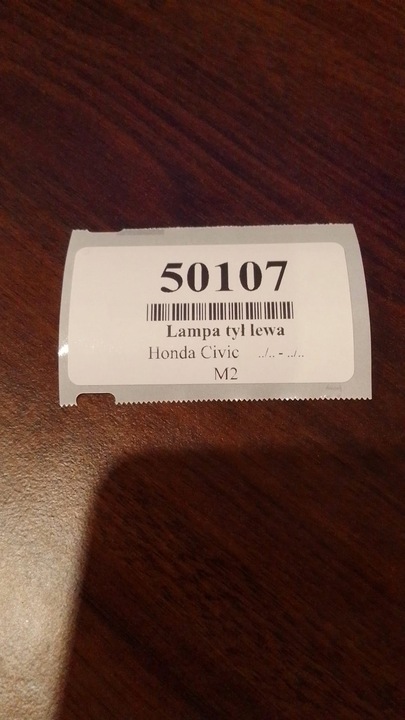 50107
Lampa tył lewa
Honda Civic ../.. - ../..
M2